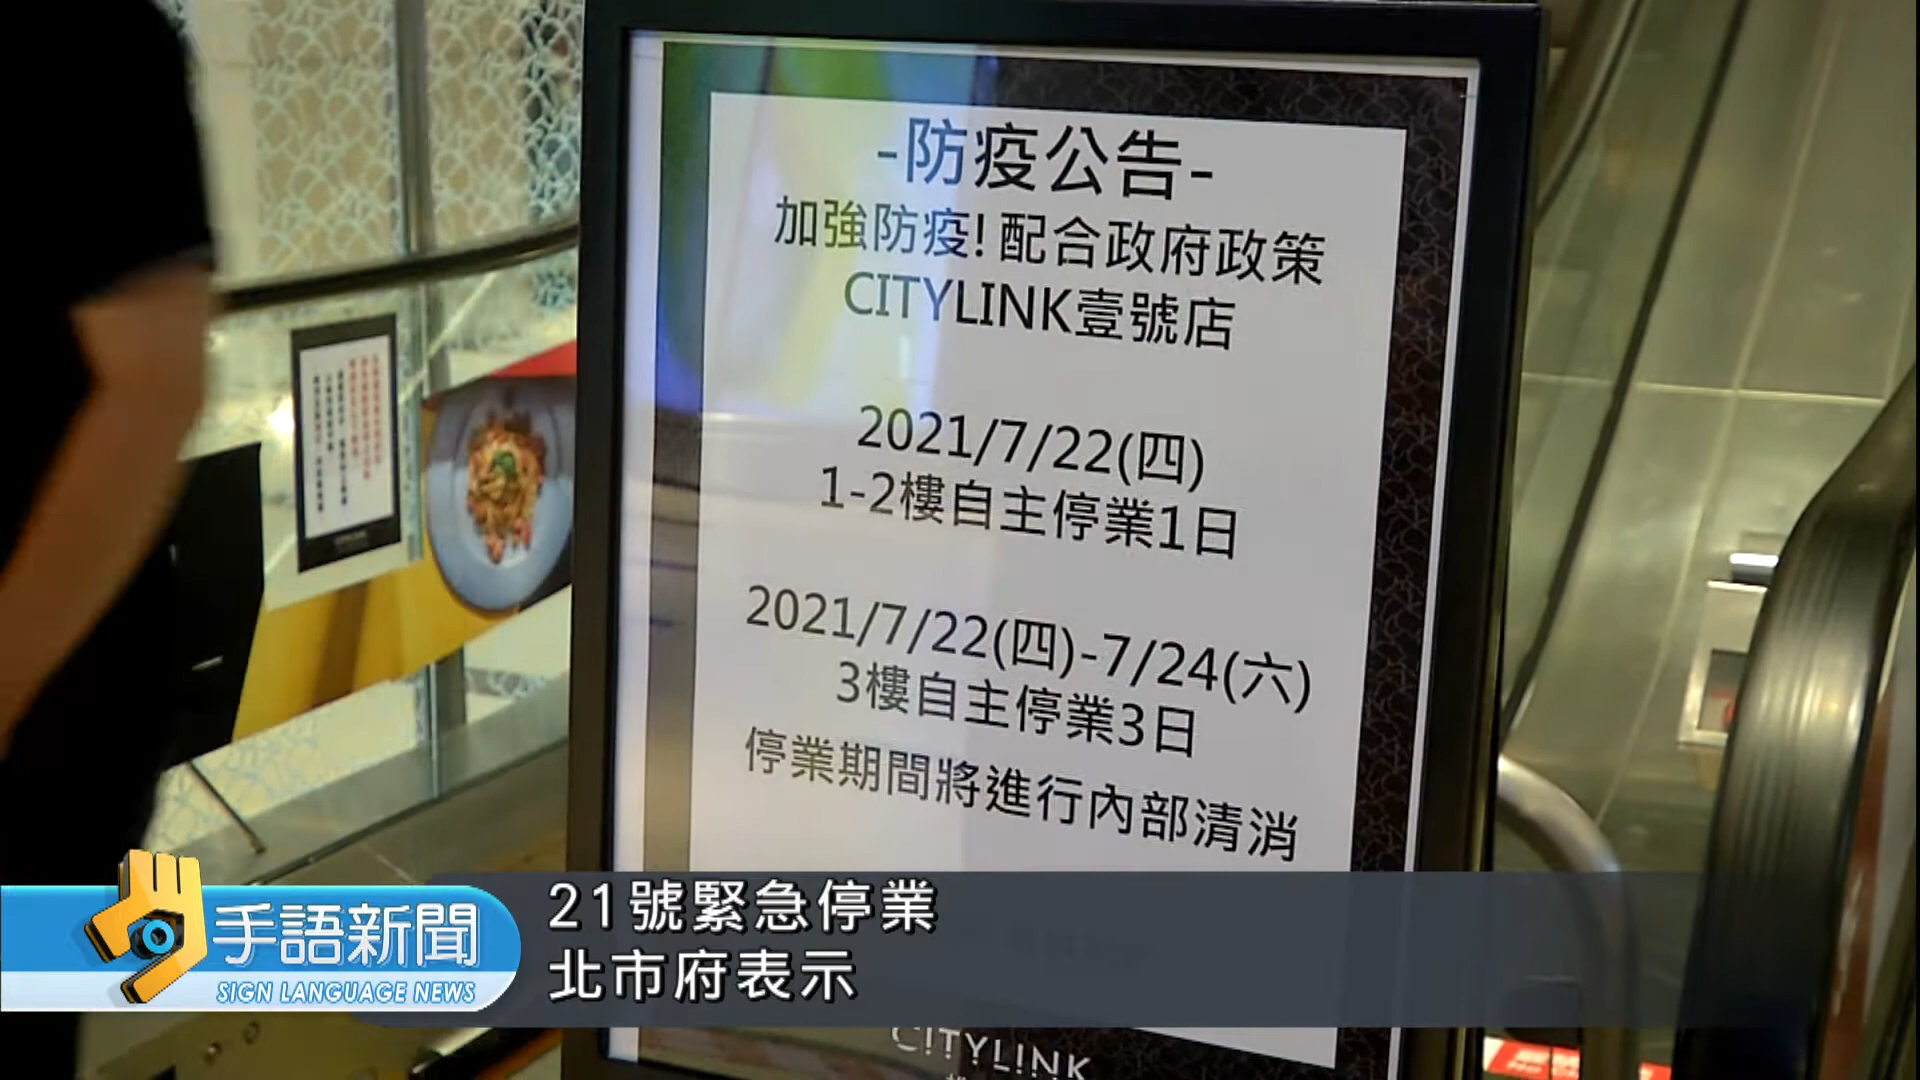 -防疫公告-
加強防疫!配合政府政策
CITYLINK壹號店
2021/7/22(四)
1-2樓自主停業1日
2021/7/22(四)-7/24(六)
3樓自主停業3日
停業期間將進行內部清消
手語新聞
SIGN LANGUAGE NEWS
21號緊急停業
北市府表示
CITYLINK